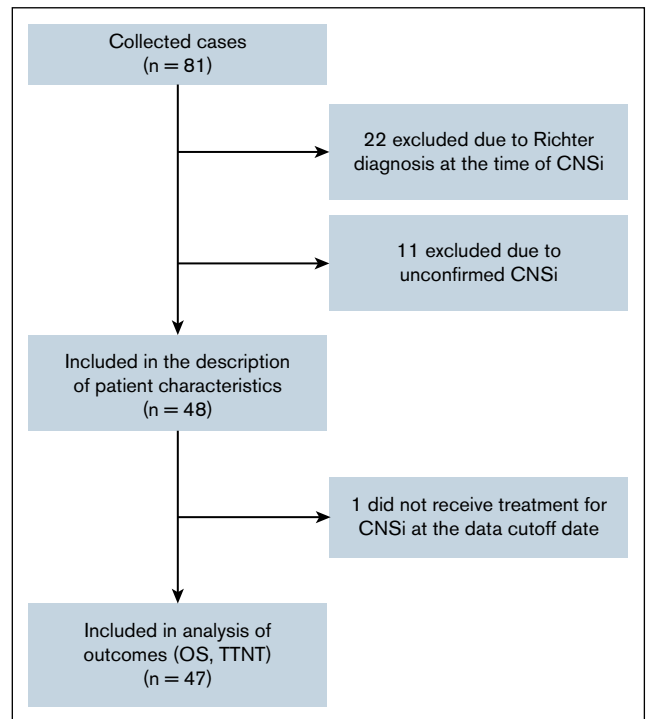 Collected cases
(n = 81)
22 excluded due to Richter
diagnosis at the time of CNSi
11 excluded due to
unconfirmed CNSi
Included in the description
of patient characteristics
(n = 48)
1 did not receive treatment for
CNSi at the data cutoff date
Included in analysis of
outcomes (OS, TTNT)
(n = 47)